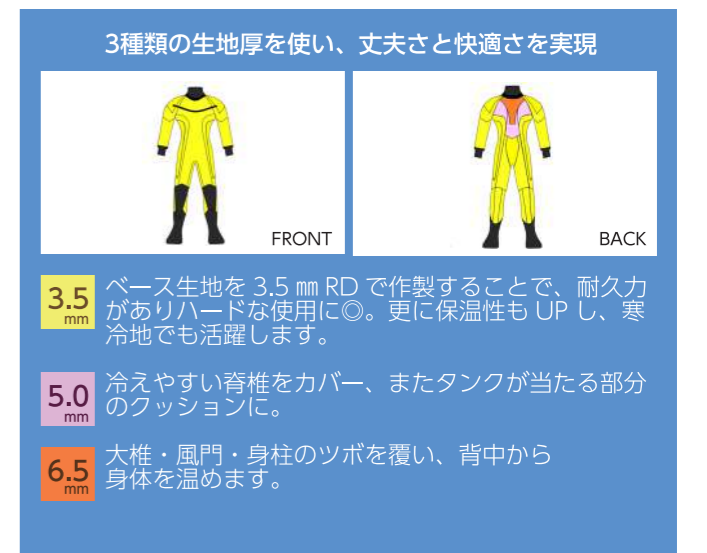 3種類の生地厚を使い、丈夫さと快適さを実現
FRONT
BACK
3.5
mm
ベース生地を 3.5 ㎜ RD で作製することで、耐久力
がありハードな使用に◎。更に保温性も UP し、寒
冷地でも活躍します。
5.0
mm
冷えやすい脊椎をカバー、またタンクが当たる部分
のクッションに。
6.5
mm
大椎・風門・身柱のツボを覆い、背中から
身体を温めます。